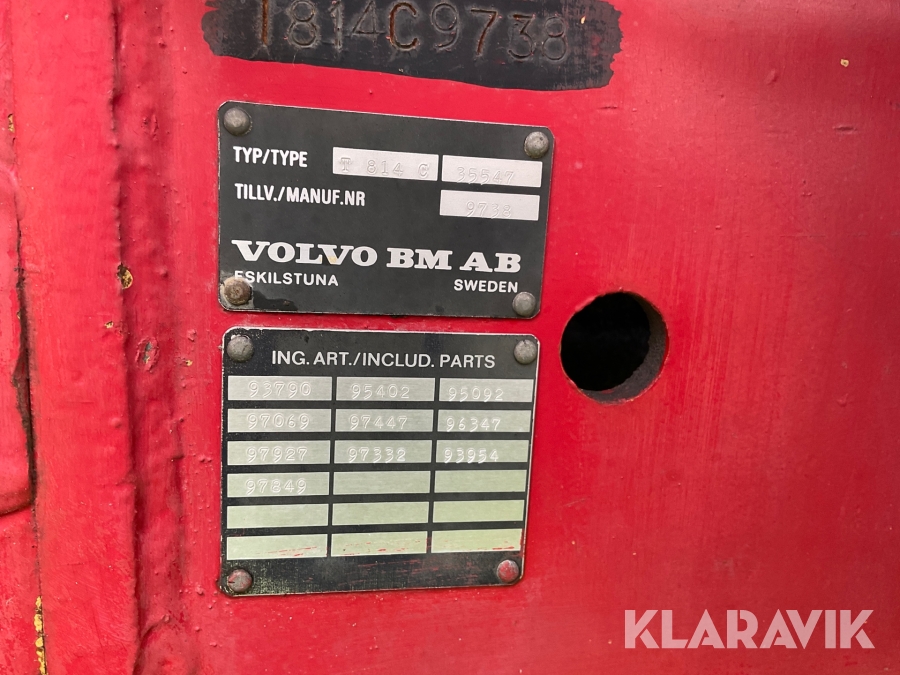 T814C9738
TYP/TYPE T 814 C 35547
TILLV./MANUF.NR 9738
VOLVO BM AB
ESKILSTUNA SWEDEN
ING. ART./INCLUD. PARTS
93790 95402 95092
97069 97447 96347
97927 97332 93954
97849
KLARAVIK